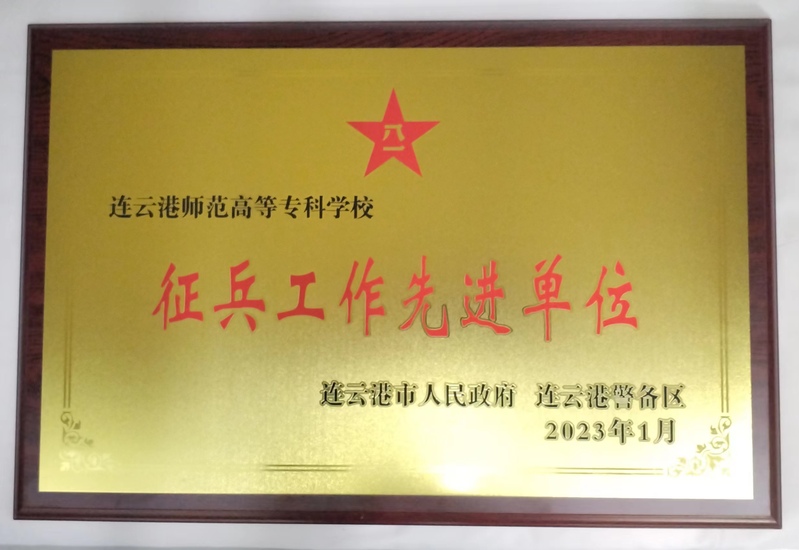 八一
连云港师范高等专科学校
征兵工作先进单位
连云港市人民政府 连云港警备区
2023年1月